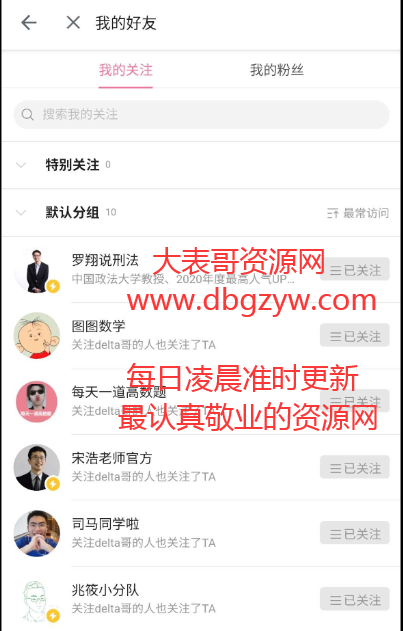 我的好友
我的关注 我的粉丝
搜索我的关注
特别关注 0
默认分组 10 最常访问
罗翔说刑法
大表哥资源网
已关注
中国政法大学教授、2020年度最高人气UP...
www.dbgzyw.com
图图数学
已关注
关注delta哥的人也关注了TA
每日凌晨准时更新
每天一道高数题
已关注
关注delta哥的人也关注了TA
最认真敬业的资源网
宋浩老师官方
已关注
关注delta哥的人也关注了TA
司马同学啦
已关注
关注delta哥的人也关注了TA
兆筱小分队
已关注
关注delta哥的人也关注了TA